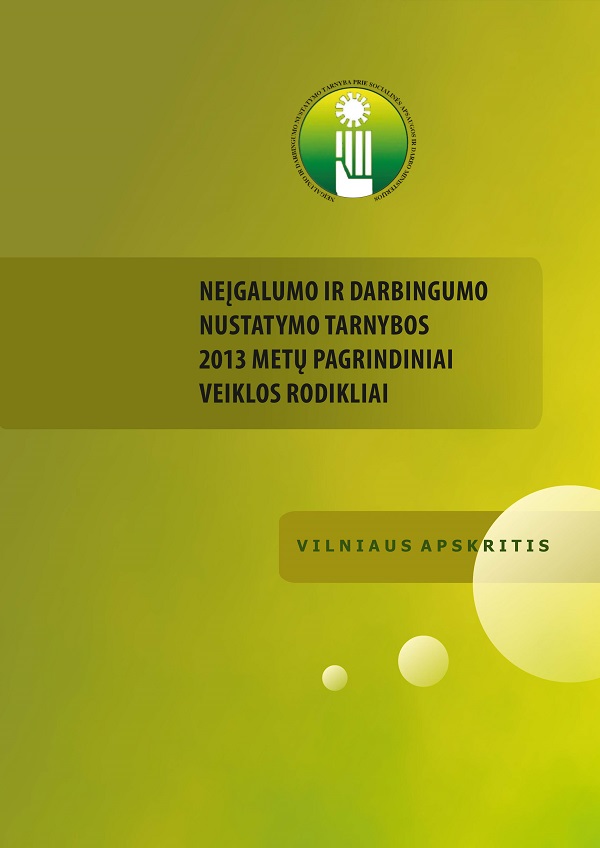 NEĮGALUMO IR DARBINGUMO NUSTATYMO TARNYBA PRIE SOCIALINĖS APSAUGOS IR DARBO MINISTERIJOS
NEĮGALUMO IR DARBINGUMO
NUSTATYMO TARNYBOS
2013 METŲ PAGRINDINIAI
VEIKLOS RODIKLIAI
VILNIAUS APSKRITIS